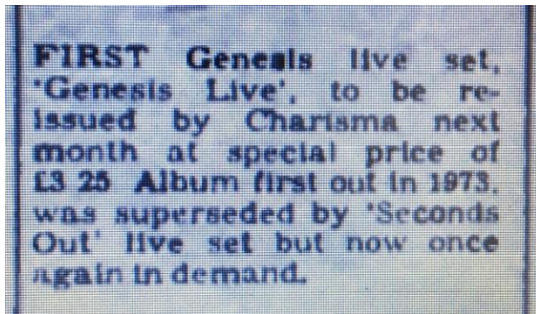 FIRST Genesis live set,
'Genesis Live', to be re-
issued by Charisma next
month at special price of
£3 25 Album first out in 1973,
was superseded by 'Seconds
Out' live set but now once
again in demand.